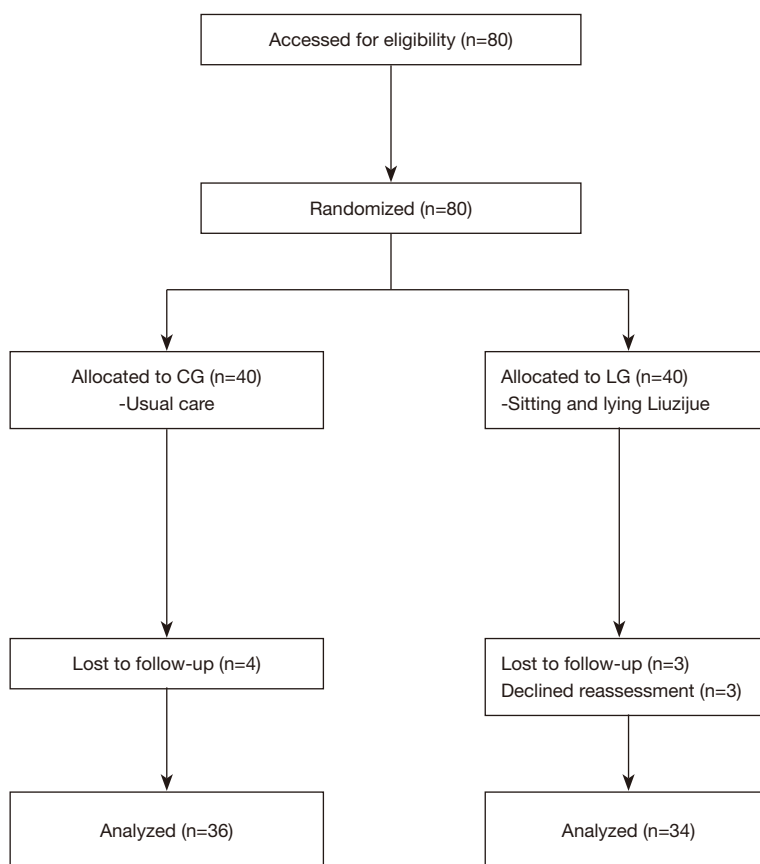 Accessed for eligibility (n=80)
Randomized (n=80)
Allocated to CG (n=40)
-Usual care
Allocated to LG (n=40)
-Sitting and lying Liuzijue
Lost to follow-up (n=4)
Lost to follow-up (n=3)
Declined reassessment (n=3)
Analyzed (n=36)
Analyzed (n=34)